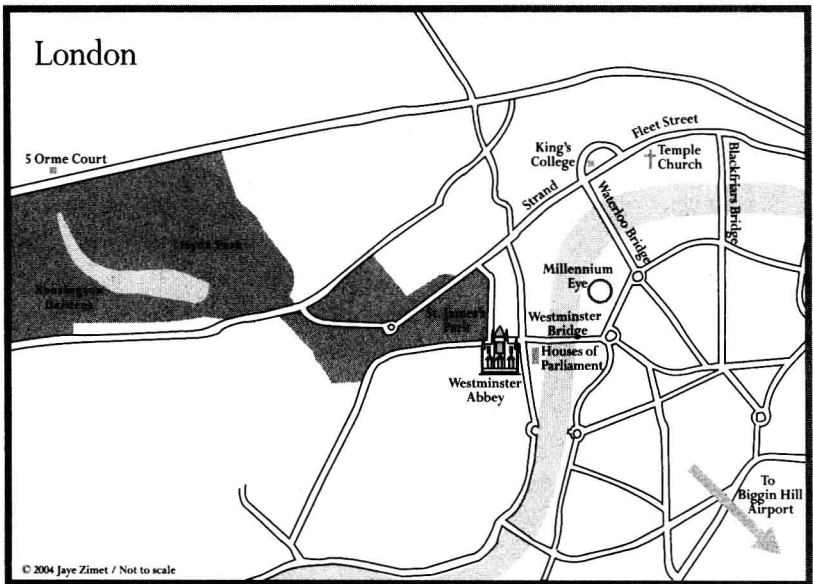 London
5 Orme Court
Hyde Park
Kensington
Gardens
St. James's
Park
Strand
King's
College
Fleet Street
Temple
Church
Waterloo Bridge
Blackfriars Bridge
Millennium
Eye
Westminster
Bridge
Houses of
Parliament
Westminster
Abbey
To
Biggin Hill
Airport
© 2004 Jaye Zimet / Not to scale